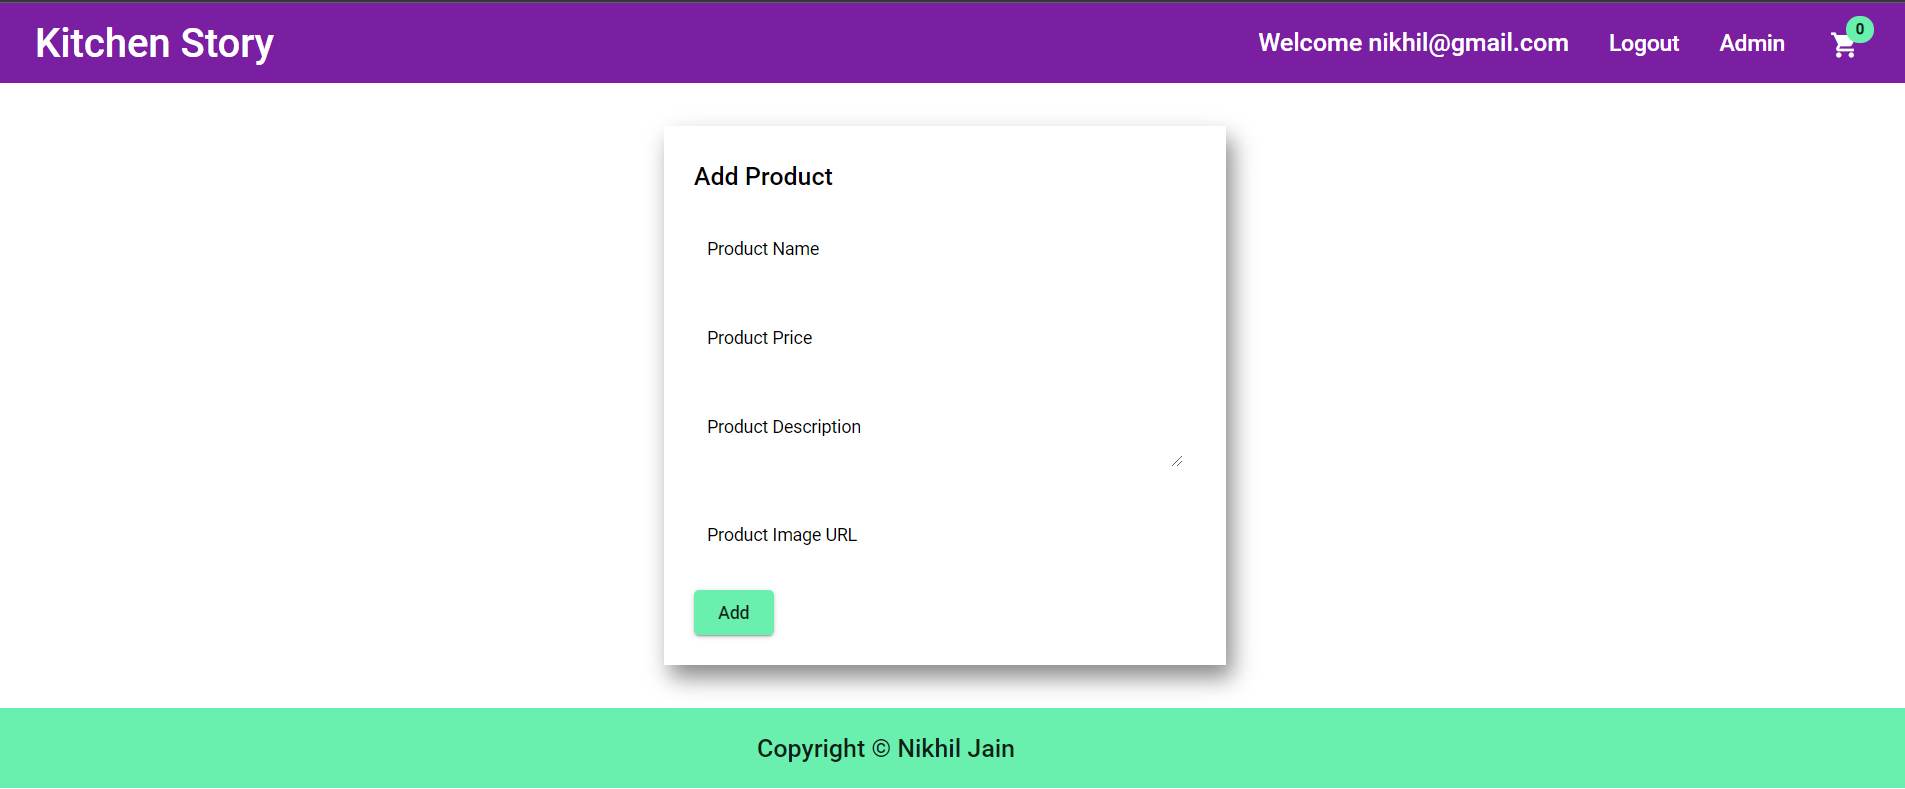 Kitchen Story
Welcome nikhil@gmail.com Logout Admin 0
Add Product
Product Name
Product Price
Product Description
Product Image URL
Add
Copyright © Nikhil Jain